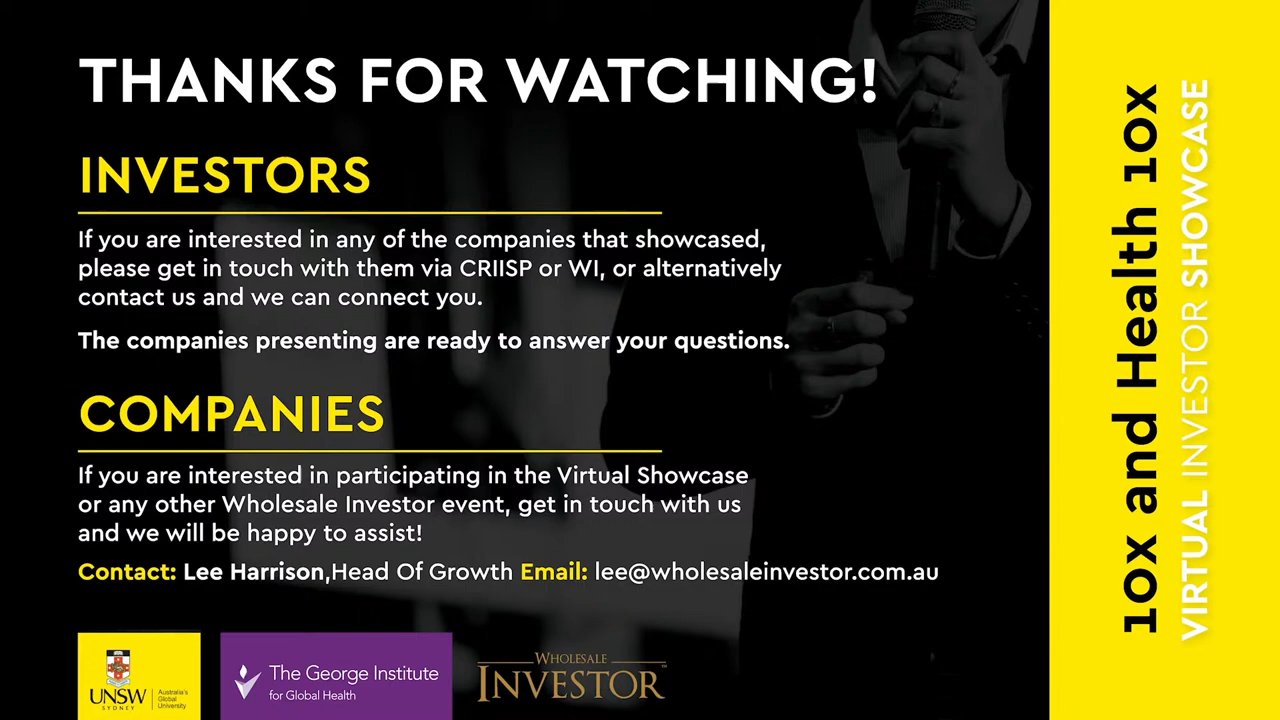 THANKS FOR WATCHING!
INVESTORS
If you are interested in any of the companies that showcased,
please get in touch with them via CRIISP or WI, or alternatively
contact us and we can connect you.
The companies presenting are ready to answer your questions.
COMPANIES
If you are interested in participating in the Virtual Showcase
or any other Wholesale Investor event, get in touch with us
and we will be happy to assist!
Contact: Lee Harrison,Head Of Growth Email: lee@wholesaleinvestor.com.au
UNSW
SYDNEY
Australia's
Global
University
The George Institute
for Global Health
WHOLESALE
INVESTOR™
10x and Health 10x
VIRTUAL INVESTOR SHOWCASE